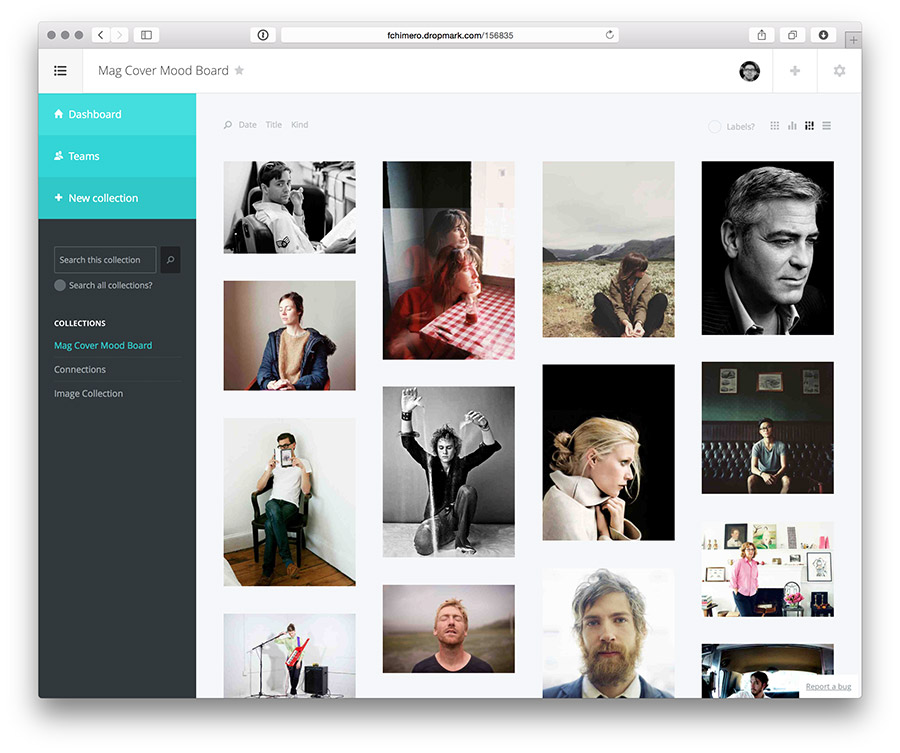 fchimero.dropmark.com/156835
Mag Cover Mood Board
Dashboard
Teams
New collection
Search this collection
Search all collections?
COLLECTIONS
Mag Cover Mood Board
Connections
Image Collection
Date Title Kind
Labels?
Report a bug